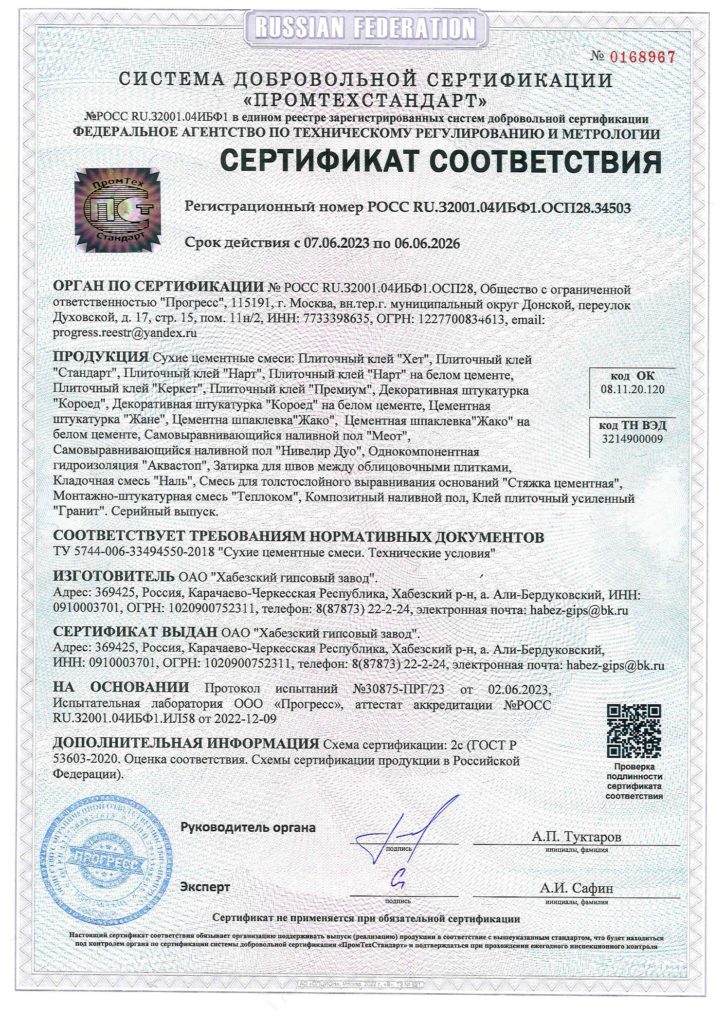 RUSSIAN FEDERATION
№ 0168967
СИСТЕМА ДОБРОВОЛЬНОЙ СЕРТИФИКАЦИИ
«ПРОМТЕХСТАНДАРТ»
№РОСС RU.32001.04ИБФ1 в едином реестре зарегистрированных систем добровольной сертификации
ФЕДЕРАЛЬНОЕ АГЕНТСТВО ПО ТЕХНИЧЕСКОМУ РЕГУЛИРОВАНИЮ И МЕТРОЛОГИИ
СЕРТИФИКАТ СООТВЕТСТВИЯ
ПромТех
ПСТ
Стандарт
Регистрационный номер РОСС RU.32001.04ИБФ1.ОСП28.34503
Срок действия с 07.06.2023 по 06.06.2026
ОРГАН ПО СЕРТИФИКАЦИИ № РОСС RU.32001.04ИБФ1.ОСП28, Общество с ограниченной
ответственностью "Прогресс", 115191, г. Москва, вн.тер.г. муниципальный округ Донской, переулок
Духовской, д. 17, стр. 15, пом. 11н/2, ИНН: 7733398635, ОГРН: 1227700834613, email:
progress.reestr@yandex.ru
ПРОДУКЦИЯ Сухие цементные смеси: Плиточный клей "Хет", Плиточный клей
"Стандарт", Плиточный клей "Нарт", Плиточный клей "Нарт" на белом цементе,
Плиточный клей "Керкет", Плиточный клей "Премиум", Декоративная штукатурка
"Короед", Декоративная штукатурка "Короед" на белом цементе, Цементная
штукатурка "Жане", Цементна шпаклевка"Жако", Цементная шпаклевка"Жако" на
белом цементе, Самовыравнивающийся наливной пол "Меот",
Самовыравнивающийся наливной пол "Нивелир Дуо", Однокомпонентная
гидроизоляция "Аквастоп", Затирка для швов между облицовочными плитками,
Кладочная смесь "Наль", Смесь для толстослойного выравнивания оснований "Стяжка цементная",
Монтажно-штукатурная смесь "Теплоком", Композитный наливной пол, Клей плиточный усиленный
"Гранит". Серийный выпуск.
код ОК
08.11.20.120
код ТН ВЭД
3214900009
СООТВЕТСТВУЕТ ТРЕБОВАНИЯМ НОРМАТИВНЫХ ДОКУМЕНТОВ
ТУ 5744-006-33494550-2018 "Сухие цементные смеси. Технические условия"
ИЗГОТОВИТЕЛЬ ОАО "Хабезский гипсовый завод".
Адрес: 369425, Россия, Карачаево-Черкесская Республика, Хабезский р-н, а. Али-Бердуковский, ИНН:
0910003701, ОГРН: 1020900752311, телефон: 8(87873) 22-2-24, электронная почта: habez-gips@bk.ru
СЕРТИФИКАТ ВЫДАН ОАО "Хабезский гипсовый завод".
Адрес: 369425, Россия, Карачаево-Черкесская Республика, Хабезский р-н, а. Али-Бердуковский,
ИНН: 0910003701, ОГРН: 1020900752311, телефон: 8(87873) 22-2-24, электронная почта: habez-gips@bk.ru
НА ОСНОВАНИИ Протокол испытаний №30875-ПРГ/23 от 02.06.2023,
Испытательная лаборатория ООО «Прогресс», аттестат аккредитации №РОСС
RU.32001.04ИБФ1.ИЛ58 от 2022-12-09
ДОПОЛНИТЕЛЬНАЯ ИНФОРМАЦИЯ Схема сертификации: 2с (ГОСТ Р
53603-2020. Оценка соответствия. Схемы сертификации продукции в Российской
Федерации).
Проверка
подлинности
сертификата
соответствия
ПРОГРЕСС
Руководитель органа
подпись
А.П. Туктаров
инициалы, фамилия
Эксперт
подпись
А.И. Сафин
инициалы, фамилия
Сертификат не применяется при обязательной сертификации
Настоящий сертификат соответствия обязывает организацию поддерживать выпуск (реализацию) продукции в соответствие с вышеуказанным стандартом, что будет находиться
под контролем органа по сертификации системы добровольной сертификации «ПромТехСтандарт» и подтверждаться при прохождении ежегодного инспекционного контроля